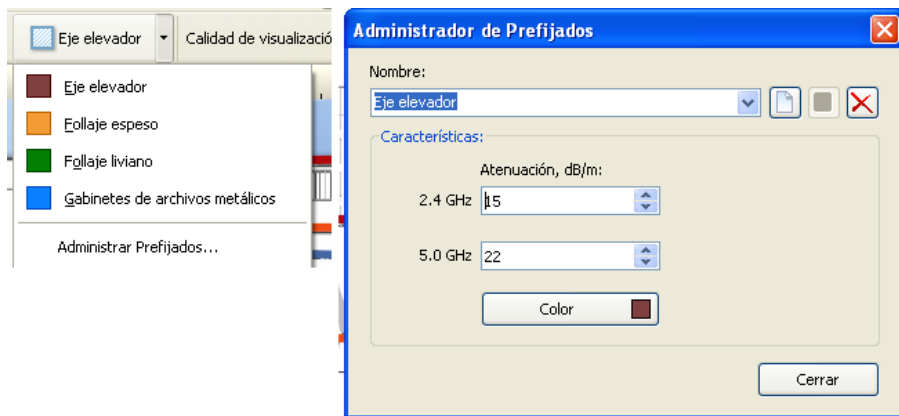 Eje elevador
Calidad de visualizació
Eje elevador
Follaje espeso
Follaje liviano
Gabinetes de archivos metálicos
Administrar Prefijados...
Administrador de Prefijados
Nombre:
Eje elevador
Características:
Atenuación, dB/m:
2.4 GHz 15
5.0 GHz 22
Color
Cerrar